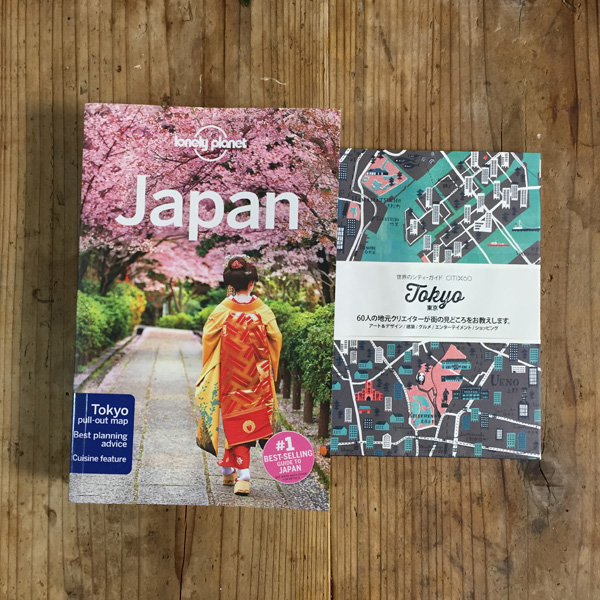 lonely planet
Japan
Tokyo
pull-out map
Best planning
advice
Cuisine feature
#1
BEST-SELLING
GUIDE TO
JAPAN
世界のシティ・ガイド CITIX60
Tokyo
東京
60人の地元クリエイターが街の見どころをお教えします。
アート&デザイン / 建築 / グルメ / エンターテイメント / ショッピング
UENO